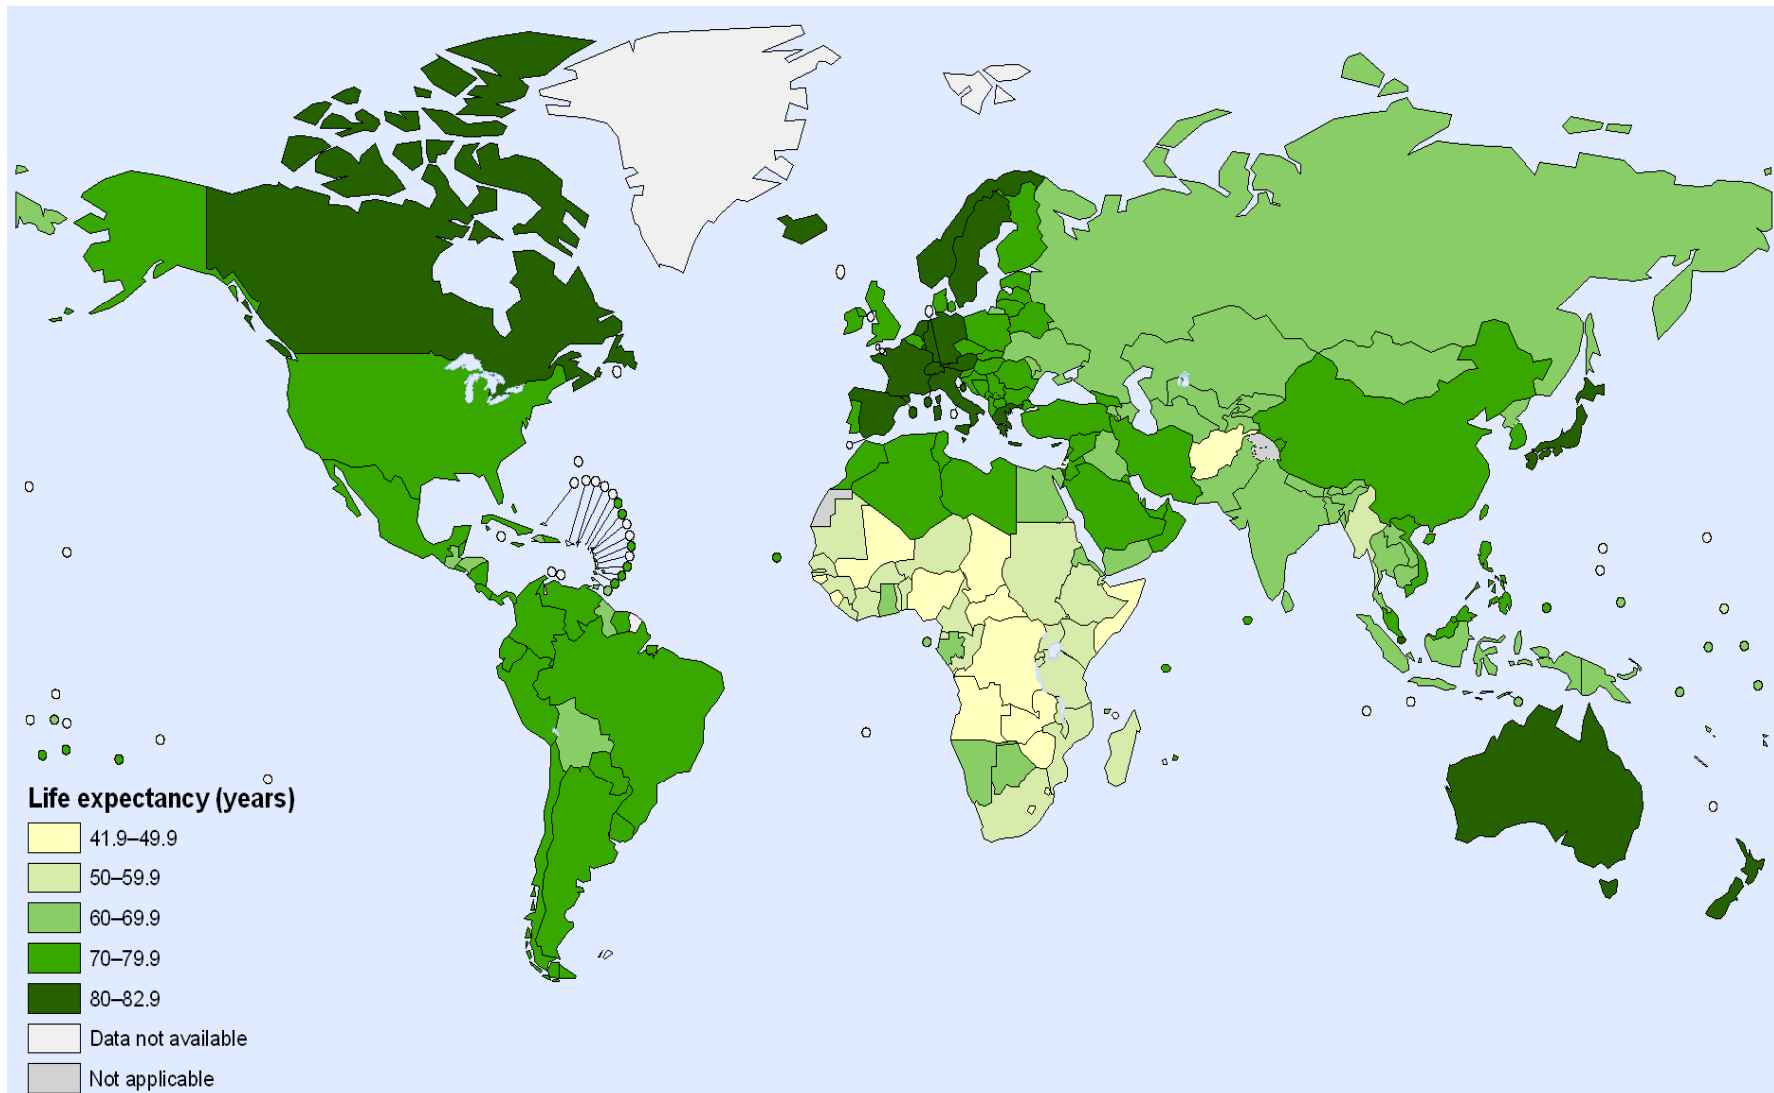 Life expectancy (years)
41.9–49.9
50–59.9
60–69.9
70–79.9
80–82.9
Data not available
Not applicable